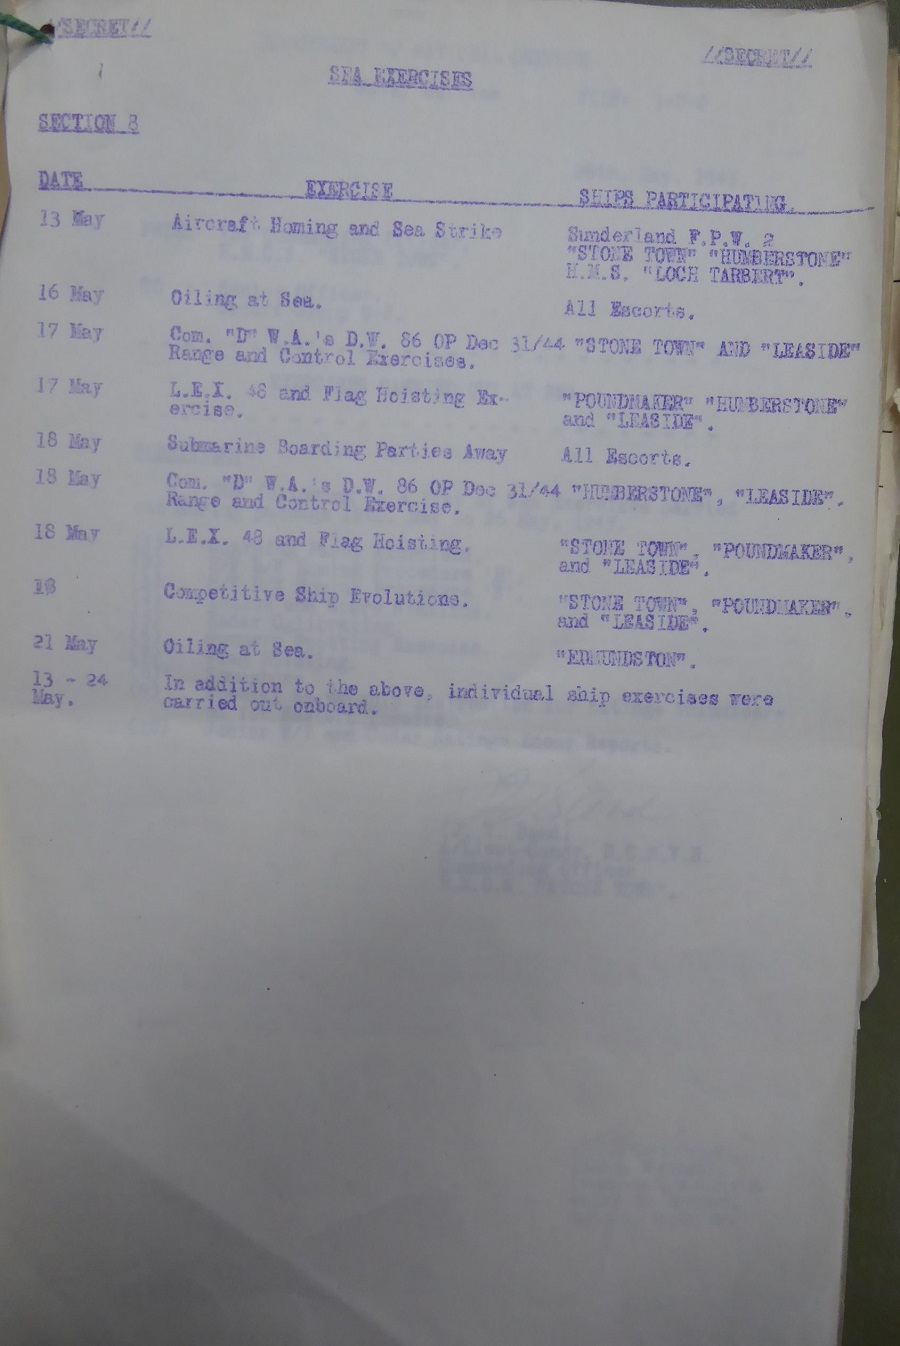 //SECRET//
//SECRET//
SEA EXERCISES
SECTION 8
DATE EXERCISE SHIPS PARTICIPATING.
13 May Aircraft Homing and Sea Strike Sunderland F.P.W. 2
"STONE TOWN" "HUMBERSTONE"
H.M.S. "LOCH TARBERT".
16 May Oiling at Sea. All Escorts.
17 May Com. "D" W.A.'s D.W. 86 OP Dec 31/44 "STONE TOWN" AND "LEASIDE"
Range and Control Exercises.
17 May L.E.X. 48 and Flag Hoisting Ex- "POUNDMAKER" "HUMBERSTONE"
ercise. and "LEASIDE".
18 May Submarine Boarding Parties Away All Escorts.
18 May Com. "D" W.A.'s D.W. 86 OP Dec 31/44 "HUMBERSTONE", "LEASIDE".
Range and Control Exercise.
18 May L.E.X. 48 and Flag Hoisting. "STONE TOWN", "POUNDMAKER",
and "LEASIDE".
18 Competitive Ship Evolutions. "STONE TOWN", "POUNDMAKER",
and "LEASIDE".
21 May Oiling at Sea. "EDMUNDSTON".
13 - 24 In addition to the above, individual ship exercises were
May. carried out onboard.